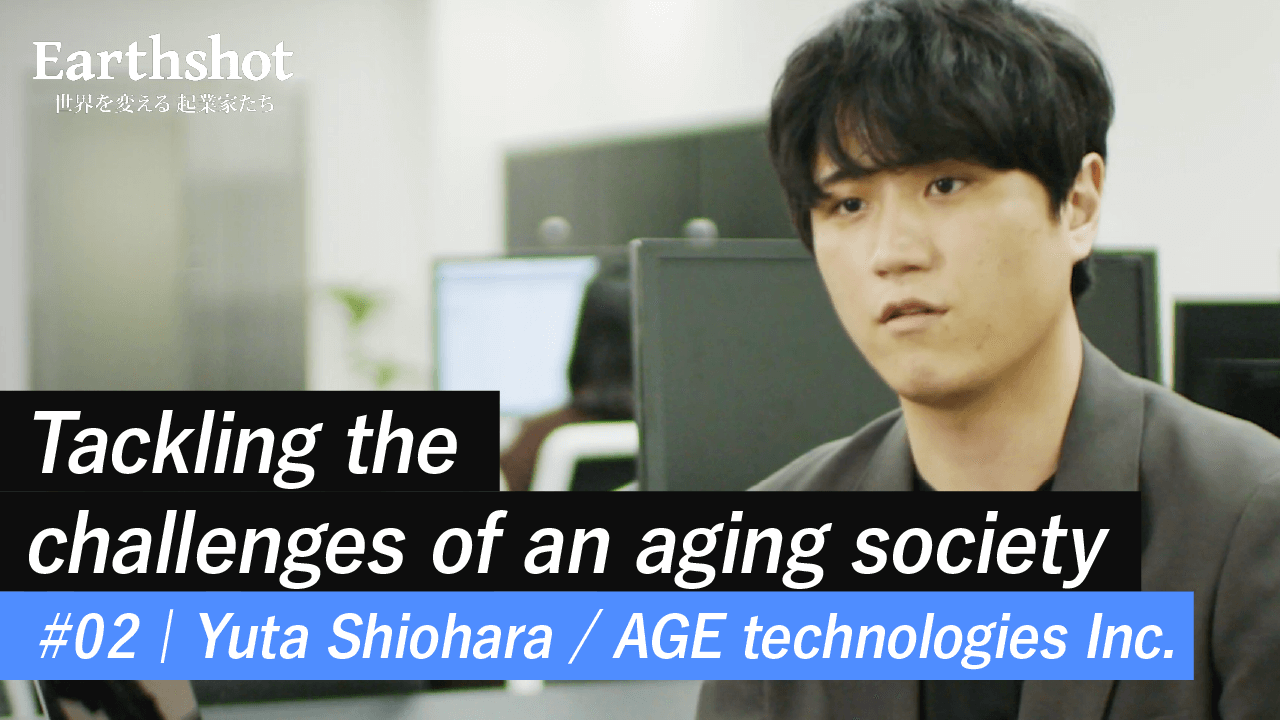 Earthshot
世界を変える 起業家たち
Tackling the
challenges of an aging society
#02 | Yuta Shiohara / AGE technologies Inc.